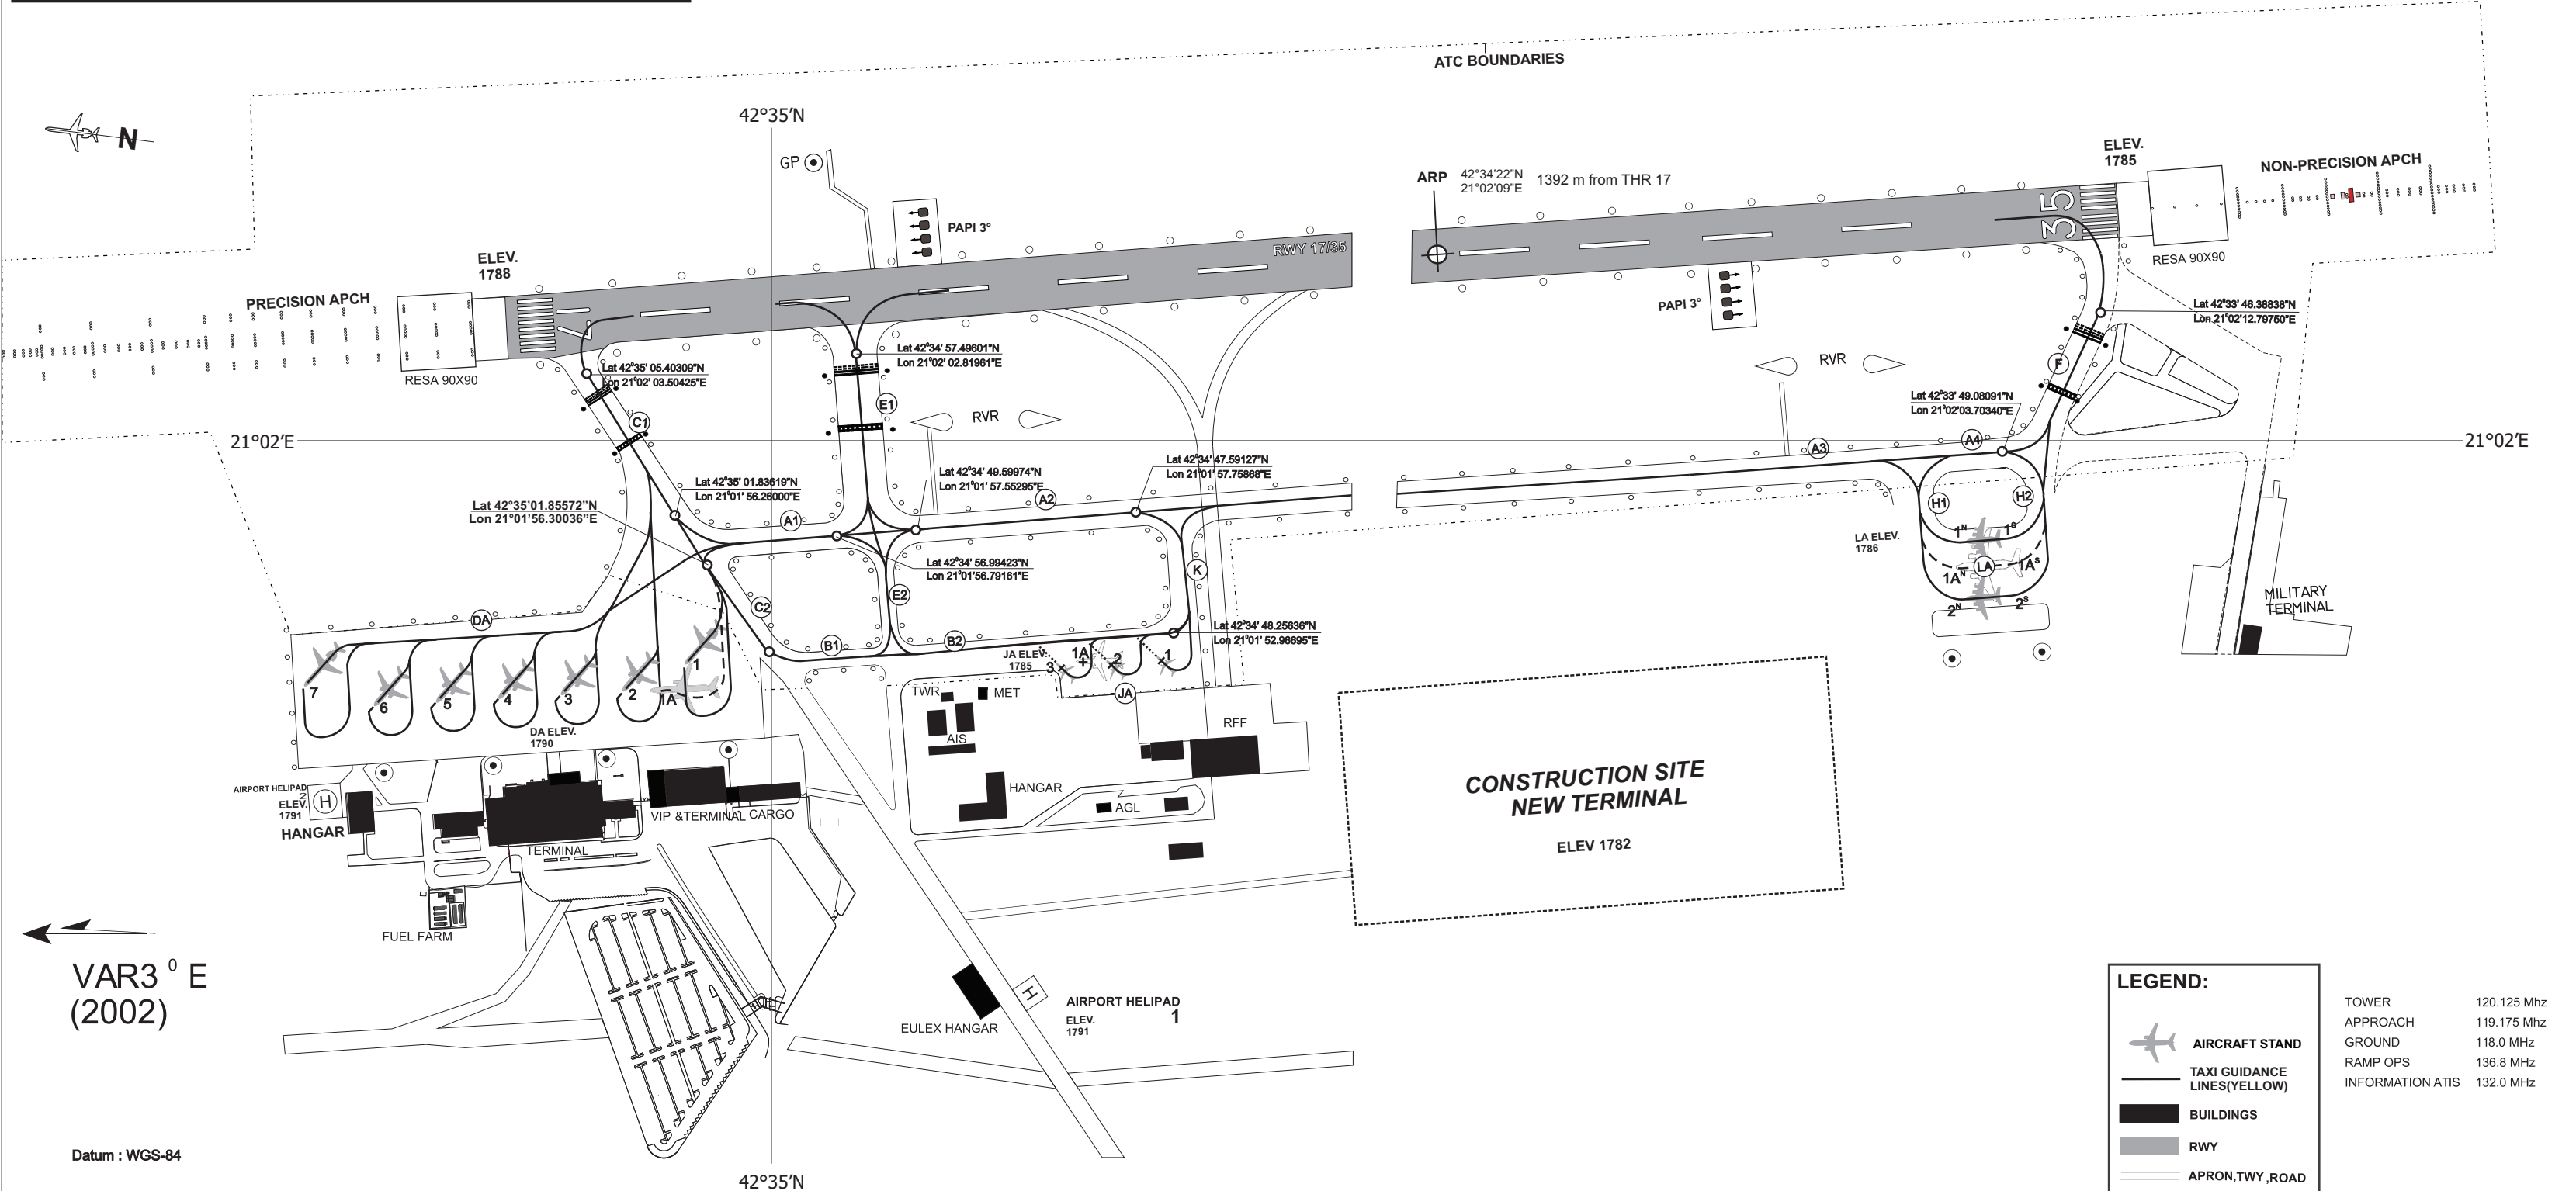 ATC BOUNDARIES
42°35'N
N
GP
ELEV.
1785
NON-PRECISION APCH
ARP
42°34'22"N
21°02'09"E
1392 m from THR 17
PAPI 3°
RWY 17/35
35
ELEV.
1788
RESA 90X90
PRECISION APCH
PAPI 3°
Lat 42°33' 46.38838"N
Lon 21°02'12.79750"E
Lat 42°34' 57.49601"N
Lon 21°02' 02.81961"E
RVR
F
RESA 90X90
Lat 42°35' 05.40309"N
Lon 21°02' 03.50425"E
E1
Lat 42°33' 49.08091"N
Lon 21°02'03.70340"E
RVR
C1
21°02'E
21°02'E
A3
A4
Lat 42°34' 47.59127"N
Lon 21°01' 57.75868"E
Lat 42°34' 49.59974"N
Lon 21°01' 57.55295"E
Lat 42°35' 01.83619"N
Lon 21°01' 56.26000"E
A2
H1
H2
Lat 42°35'01.85572"N
Lon 21°01'56.30036"E
A1
1N
1S
LA ELEV.
1786
Lat 42°34' 56.99423"N
Lon 21°01'56.79161"E
K
LA
1AN
1AS
E2
C2
2N
2S
MILITARY
TERMINAL
DA
Lat 42°34' 48.25636"N
Lon 21°01' 52.96695"E
B1
B2
JA ELEV.
1785
3
1A
2
1
7
6
5
4
3
2
1A
1
TWR
MET
JA
AIS
RFF
DA ELEV.
1790
AIRPORT HELIPAD
2
ELEV.
1791
H
HANGAR
HANGAR
AGL
VIP &TERMINAL
CARGO
TERMINAL
CONSTRUCTION SITE
NEW TERMINAL
ELEV 1782
FUEL FARM
VAR3 0 E
(2002)
H
AIRPORT HELIPAD
1
ELEV.
1791
EULEX HANGAR
LEGEND:
AIRCRAFT STAND
TAXI GUIDANCE
LINES(YELLOW)
BUILDINGS
RWY
APRON,TWY,ROAD
TOWER 120.125 Mhz
APPROACH 119.175 Mhz
GROUND 118.0 MHz
RAMP OPS 136.8 MHz
INFORMATION ATIS 132.0 MHz
Datum : WGS-84
42°35'N